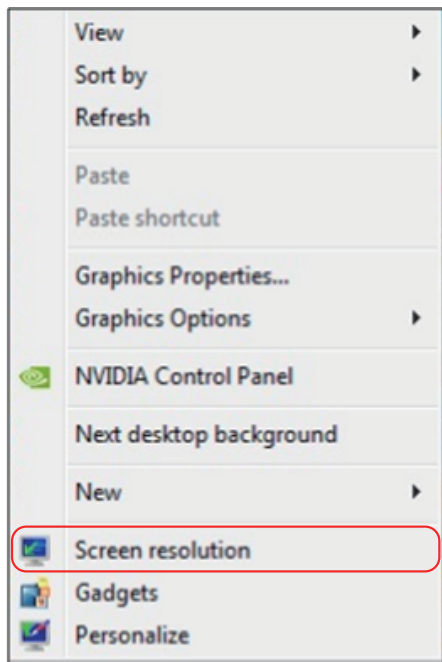 View
Sort by
Refresh
Paste
Paste shortcut
Graphics Properties...
Graphics Options
NVIDIA Control Panel
Next desktop background
New
Screen resolution
Gadgets
Personalize